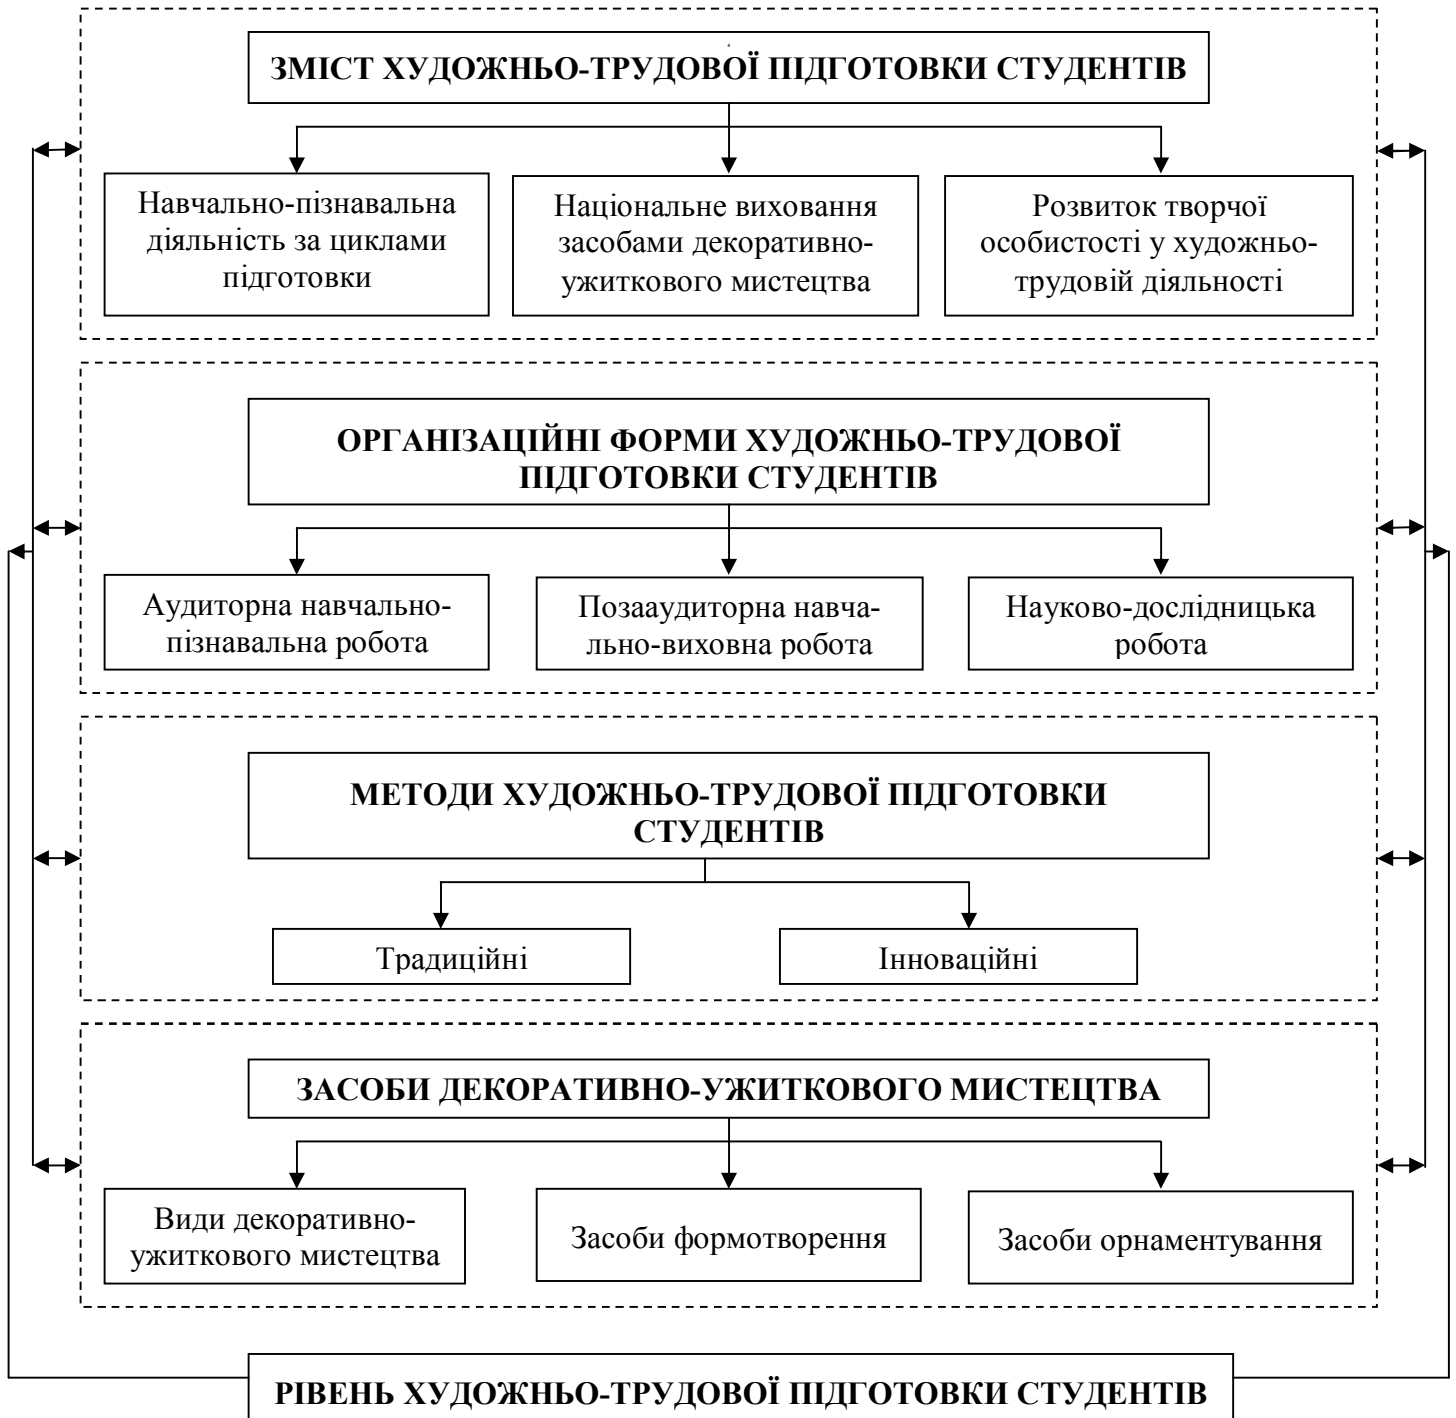 ЗМІСТ ХУДОЖНЬО-ТРУДОВОЇ ПІДГОТОВКИ СТУДЕНТІВ
Навчально-пізнавальна
діяльність за циклами
підготовки
Національне виховання
засобами декоративно-
ужиткового мистецтва
Розвиток творчої
особистості у художньо-
трудовій діяльності
ОРГАНІЗАЦІЙНІ ФОРМИ ХУДОЖНЬО-ТРУДОВОЇ
ПІДГОТОВКИ СТУДЕНТІВ
Аудиторна навчально-
пізнавальна робота
Позааудиторна навча-
льно-виховна робота
Науково-дослідницька
робота
МЕТОДИ ХУДОЖНЬО-ТРУДОВОЇ ПІДГОТОВКИ
СТУДЕНТІВ
Традиційні
Інноваційні
ЗАСОБИ ДЕКОРАТИВНО-УЖИТКОВОГО МИСТЕЦТВА
Види декоративно-
ужиткового мистецтва
Засоби формотворення
Засоби орнаментування
РІВЕНЬ ХУДОЖНЬО-ТРУДОВОЇ ПІДГОТОВКИ СТУДЕНТІВ